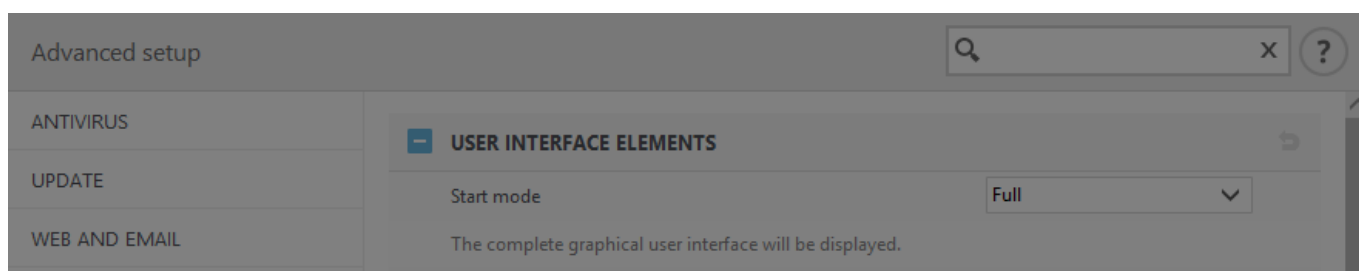 Advanced setup
x ?
ANTIVIRUS
USER INTERFACE ELEMENTS
UPDATE
Start mode Full
WEB AND EMAIL
The complete graphical user interface will be displayed.